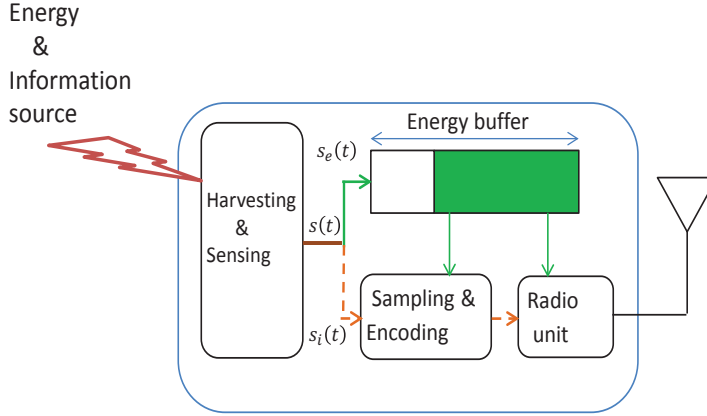 Energy
&
Information
source
Energy buffer
s_e(t)
Harvesting
&
Sensing
s(t)
s_i(t)
Sampling &
Encoding
Radio
unit